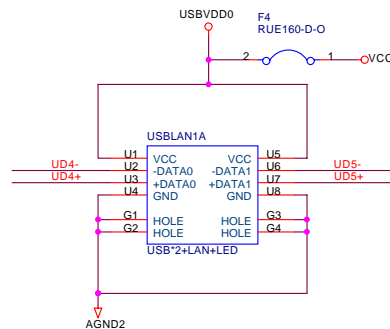 USBVDD0
F4
RUE160-D-O
2 1
VCC
USBLAN1A
U1 VCC VCC U5
UD4- U2 -DATA0 -DATA1 U6 UD5-
UD4+ U3 +DATA0 +DATA1 U7 UD5+
U4 GND GND U8
G1 HOLE HOLE G3
G2 HOLE HOLE G4
USB*2+LAN+LED
AGND2